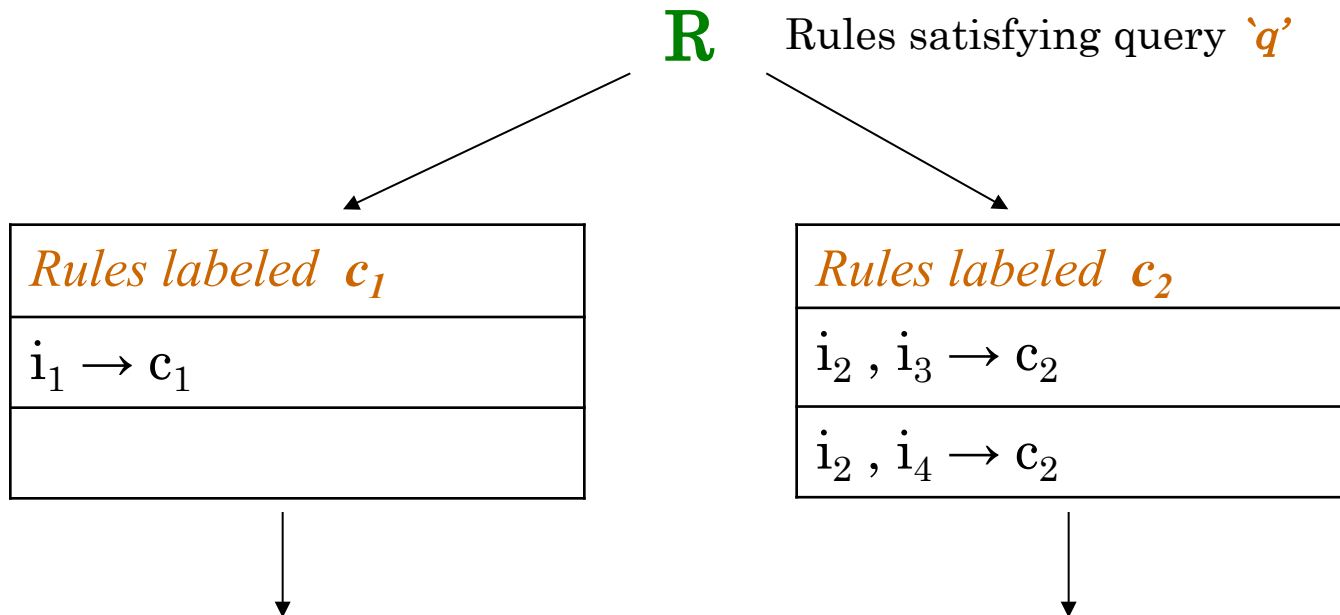 R Rules satisfying query `q’
Rules labeled c₁
i₁ → c₁
Rules labeled c₂
i₂ , i₃ → c₂
i₂ , i₄ → c₂